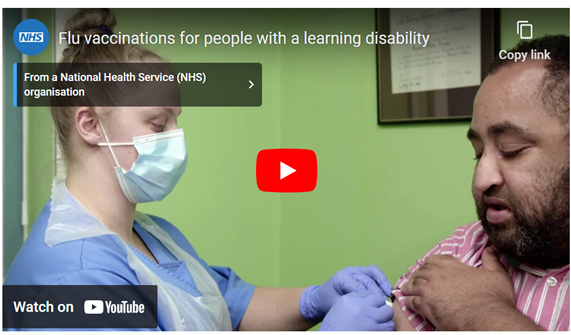 NHS
Flu vaccinations for people with a learning disability
Copy link
From a National Health Service (NHS)
organisation
Watch on YouTube